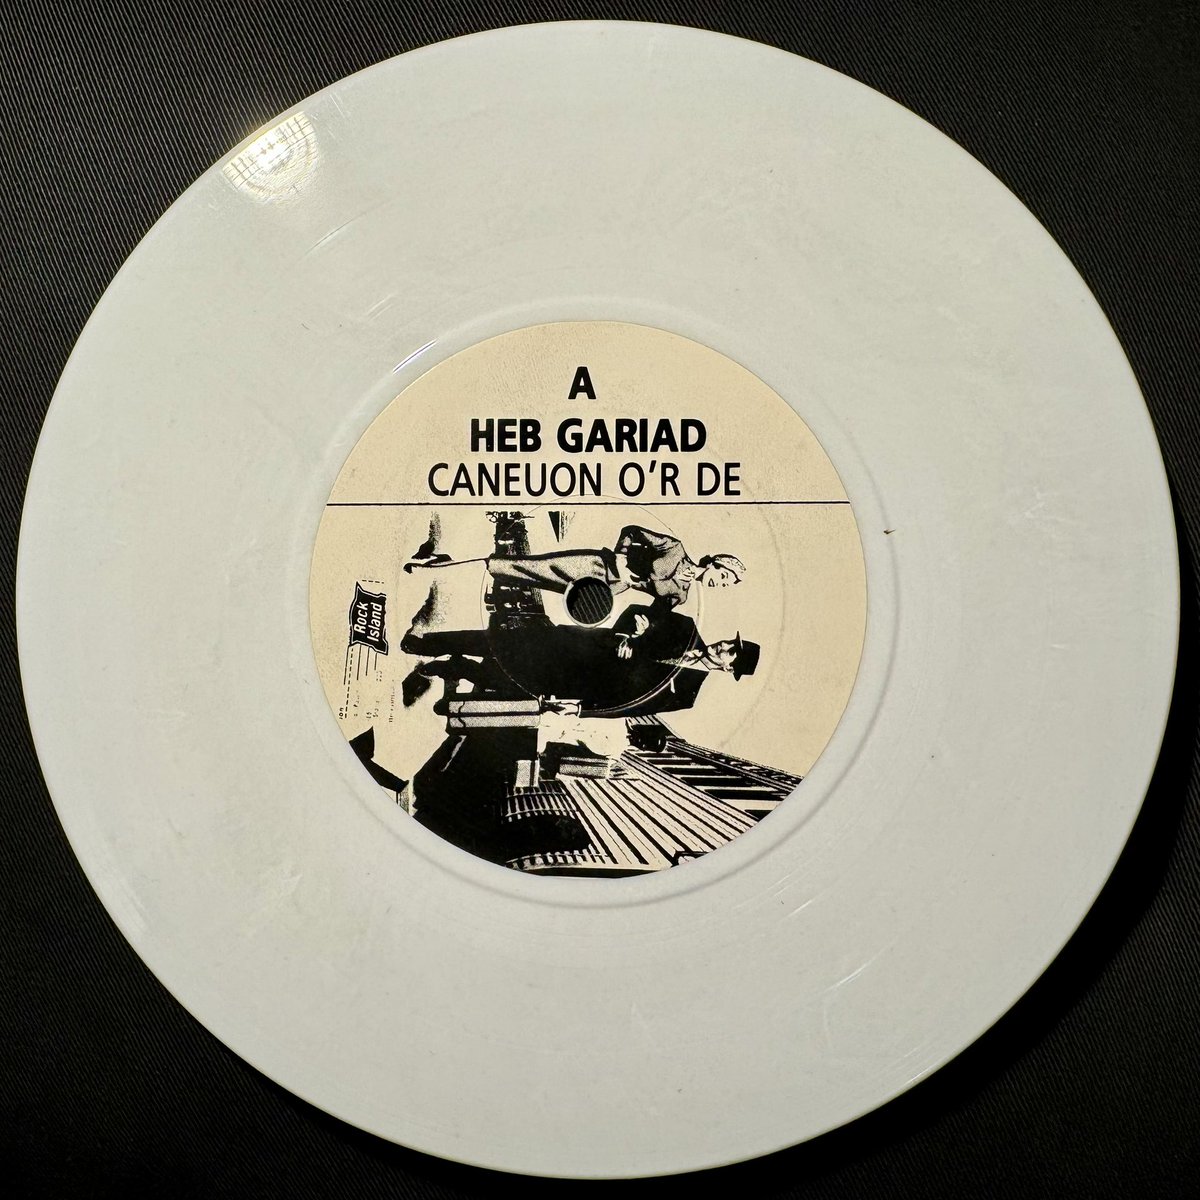 A
HEB GARIAD
CANEUON O'R DE
Rock
Island